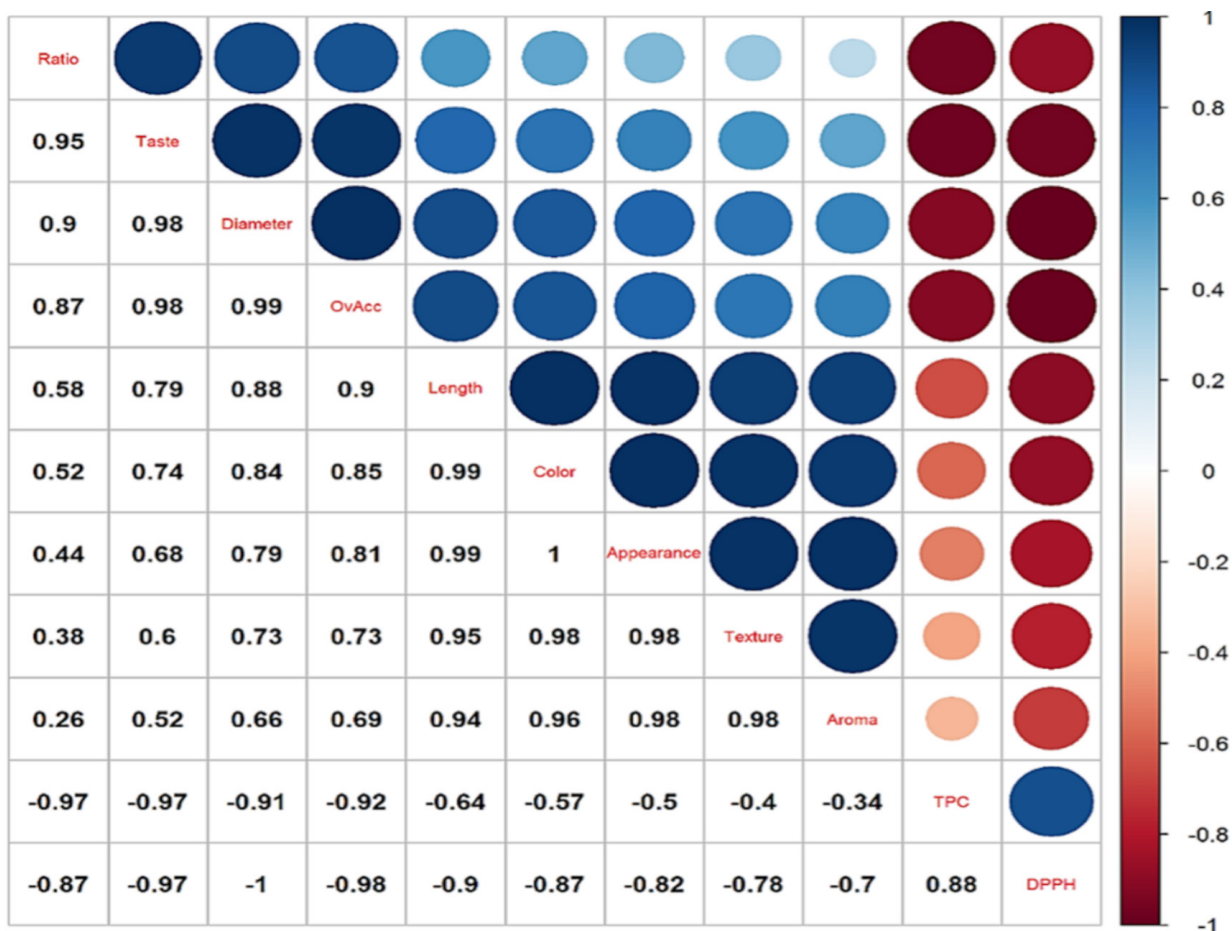 Ratio
0.95 Taste
0.9 0.98 Diameter
0.87 0.98 0.99 OvAcc
0.58 0.79 0.88 0.9 Length
0.52 0.74 0.84 0.85 0.99 Color
0.44 0.68 0.79 0.81 0.99 1 Appearance
0.38 0.6 0.73 0.73 0.95 0.98 0.98 Texture
0.26 0.52 0.66 0.69 0.94 0.96 0.98 0.98 Aroma
-0.97 -0.97 -0.91 -0.92 -0.64 -0.57 -0.5 -0.4 -0.34 TPC
-0.87 -0.97 -1 -0.98 -0.9 -0.87 -0.82 -0.78 -0.7 0.88 DPPH
1
0.8
0.6
0.4
0.2
0
-0.2
-0.4
-0.6
-0.8
-1